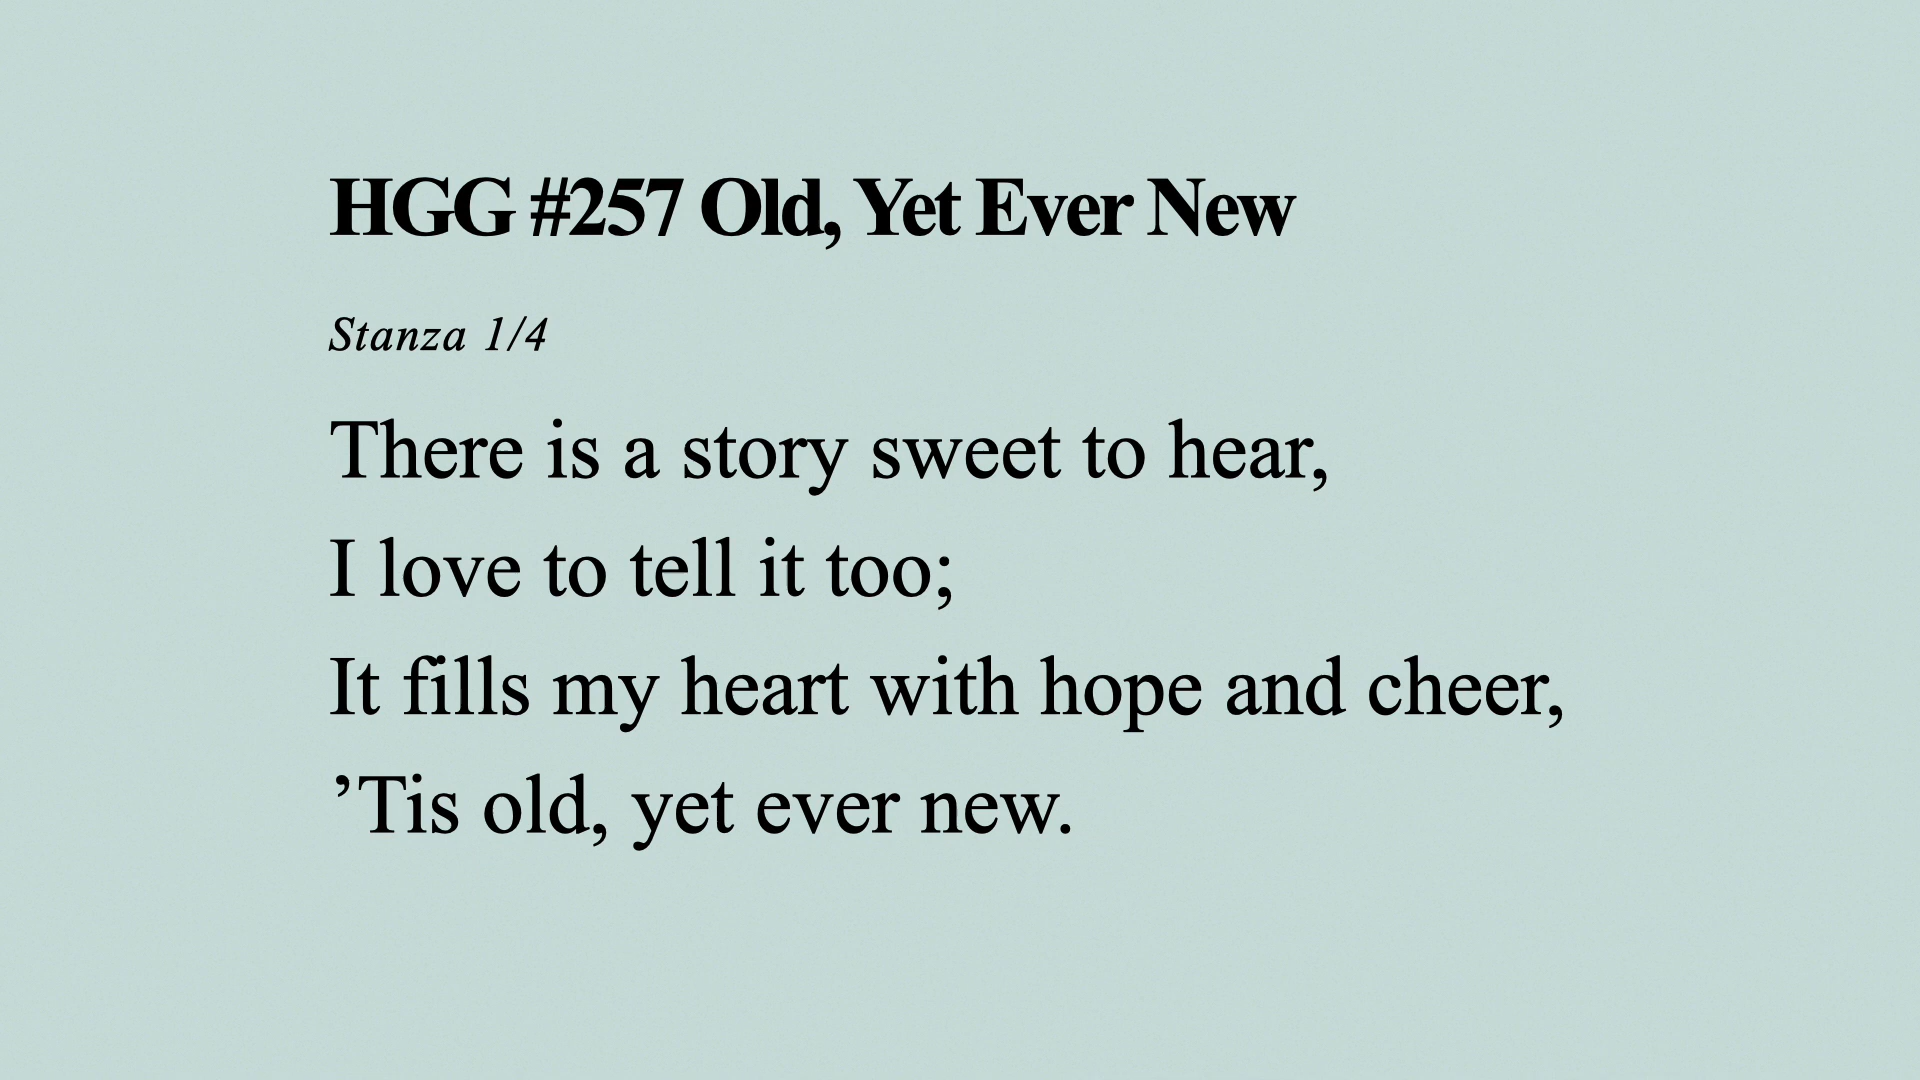 HGG #257 Old, Yet Ever New
Stanza 1/4
There is a story sweet to hear,
I love to tell it too;
It fills my heart with hope and cheer,
’Tis old, yet ever new.